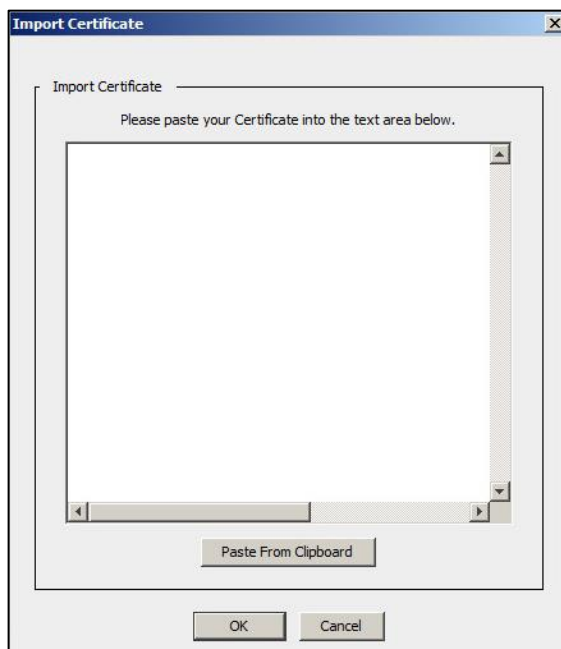 Import Certificate
Import Certificate
Please paste your Certificate into the text area below.
Paste From Clipboard
OK Cancel